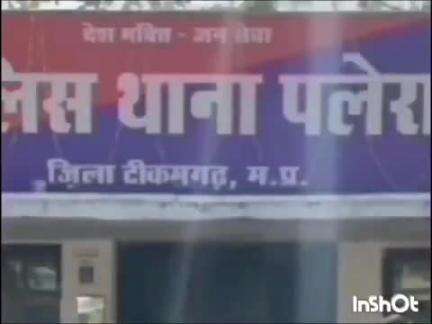 देश भक्ति - जन सेवा
लिस थाना पलेरा
ज़िला टीकमगढ़, म.प्र.
InShOt